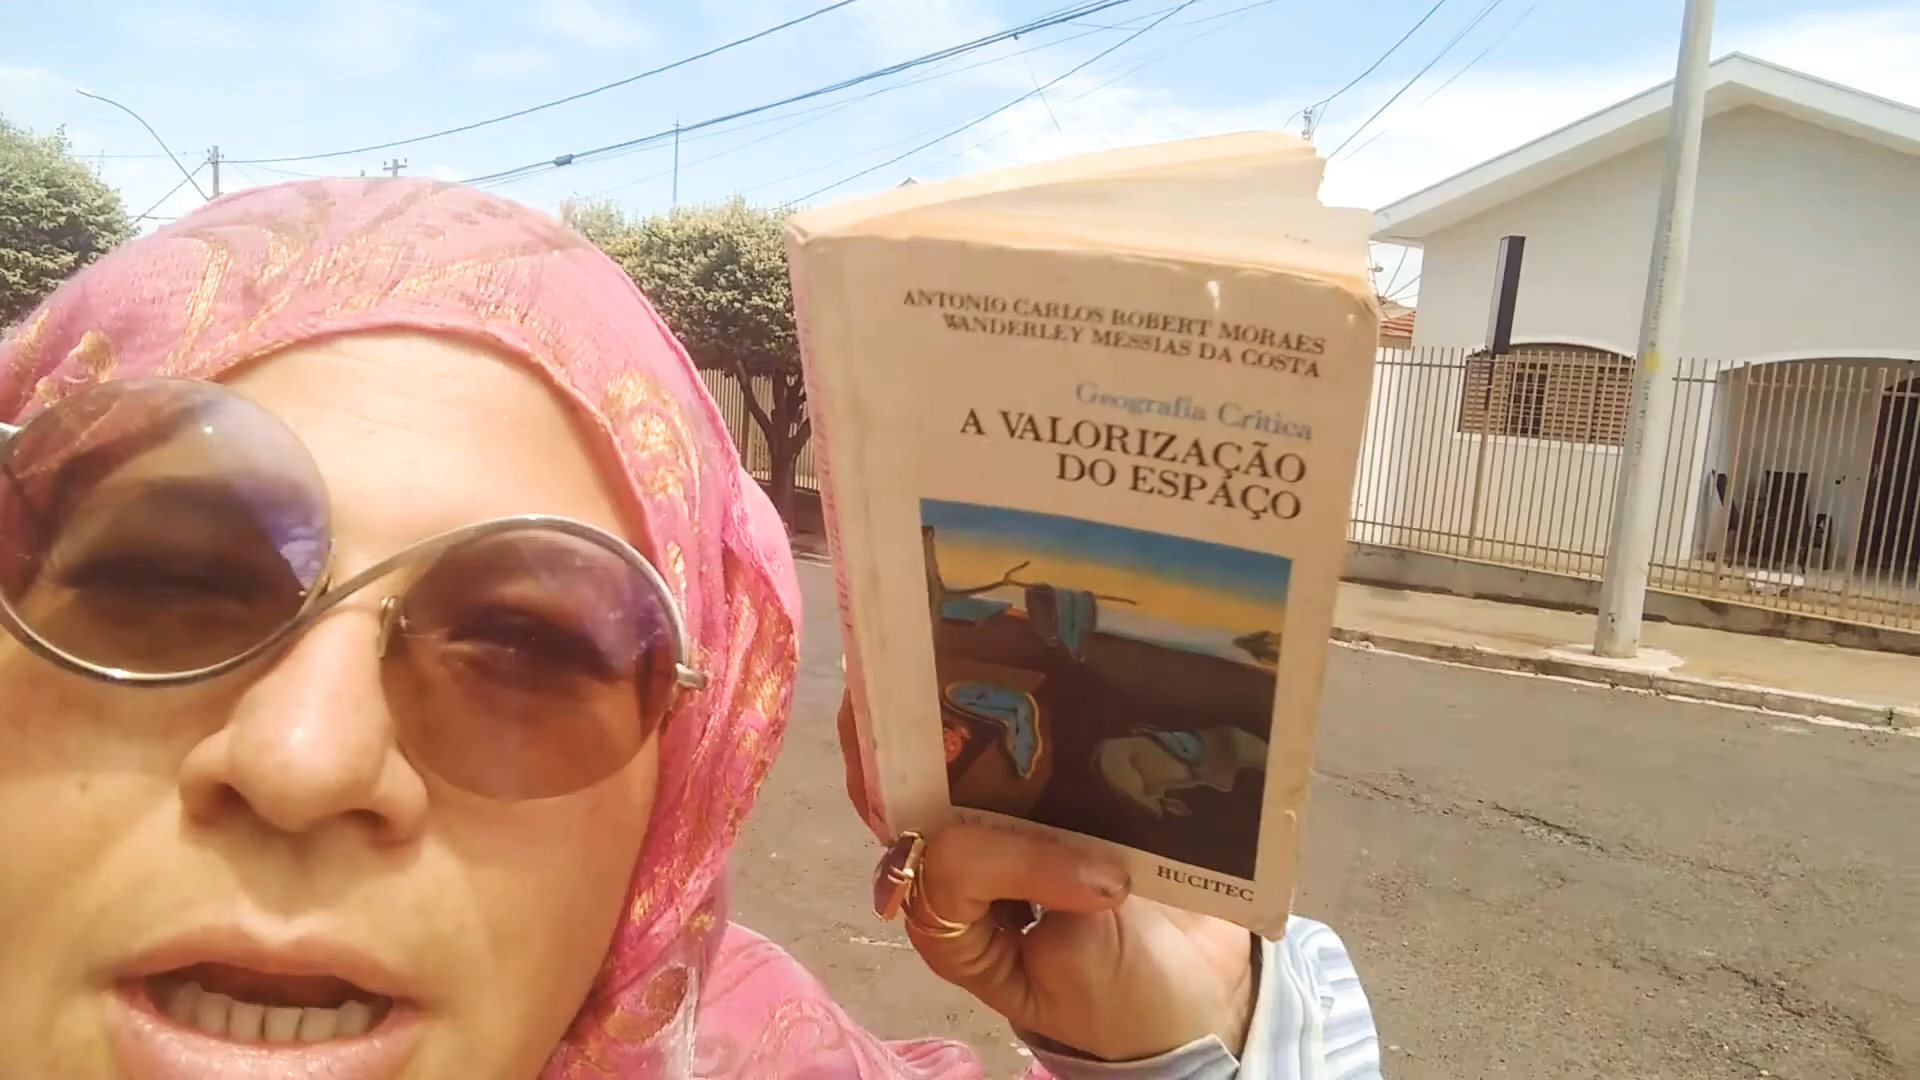 ANTONIO CARLOS ROBERT MORAES
WANDERLEY MESSIAS DA COSTA
Geografia Crítica
A VALORIZAÇÃO
DO ESPAÇO
HUCITEC